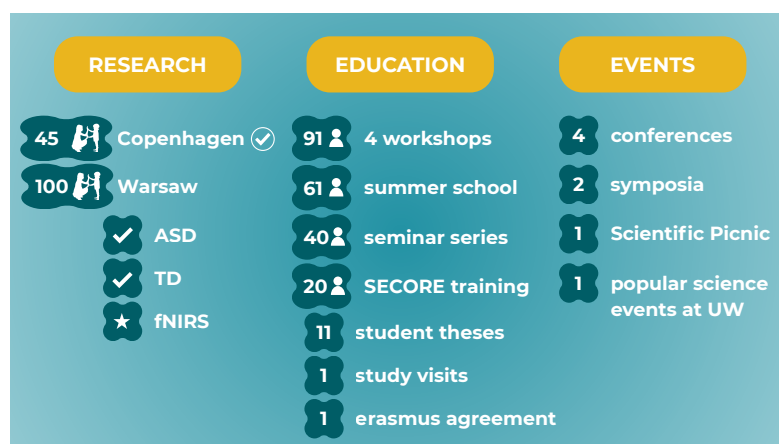 RESEARCH
45 Copenhagen
100 Warsaw
ASD
TD
fNIRS
EDUCATION
91 4 workshops
61 summer school
40 seminar series
20 SECORE training
11 student theses
1 study visits
1 erasmus agreement
EVENTS
4 conferences
2 symposia
1 Scientific Picnic
1 popular science
events at UW